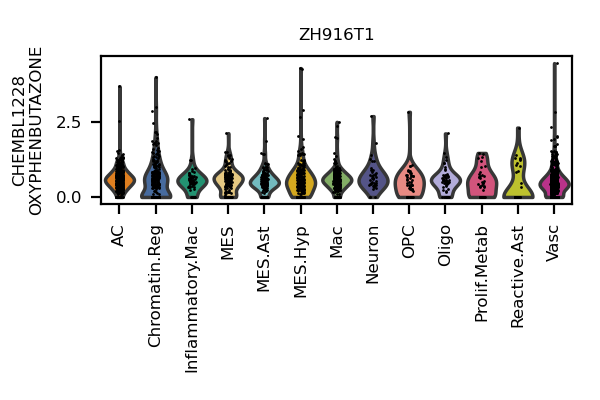 ZH916T1
CHEMBL1228
OXYPHENBUTAZONE
2.5
0.0
AC
Chromatin.Reg
Inflammatory.Mac
MES
MES.Ast
MES.Hyp
Mac
Neuron
OPC
Oligo
Prolif.Metab
Reactive.Ast
Vasc